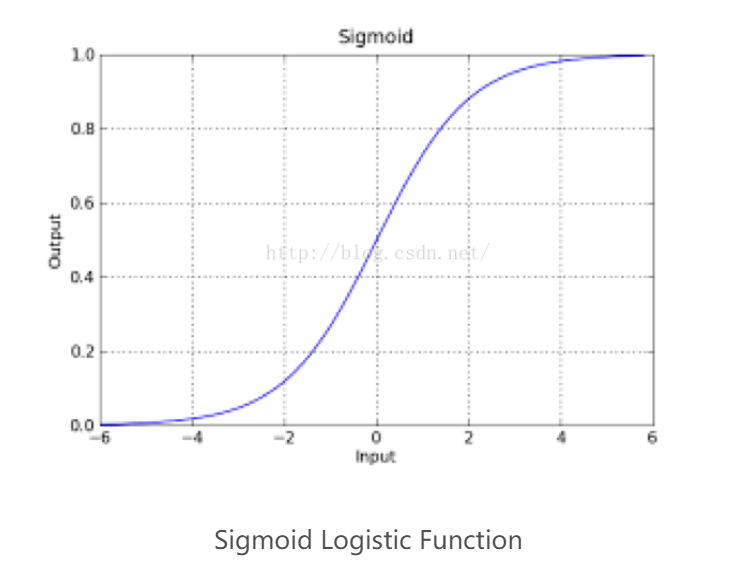 Sigmoid
1.0
0.8
0.6
0.4
0.2
0.0
Output
http://blog.csdn.net/
−6 −4 −2 0 2 4 6
Input
Sigmoid Logistic Function